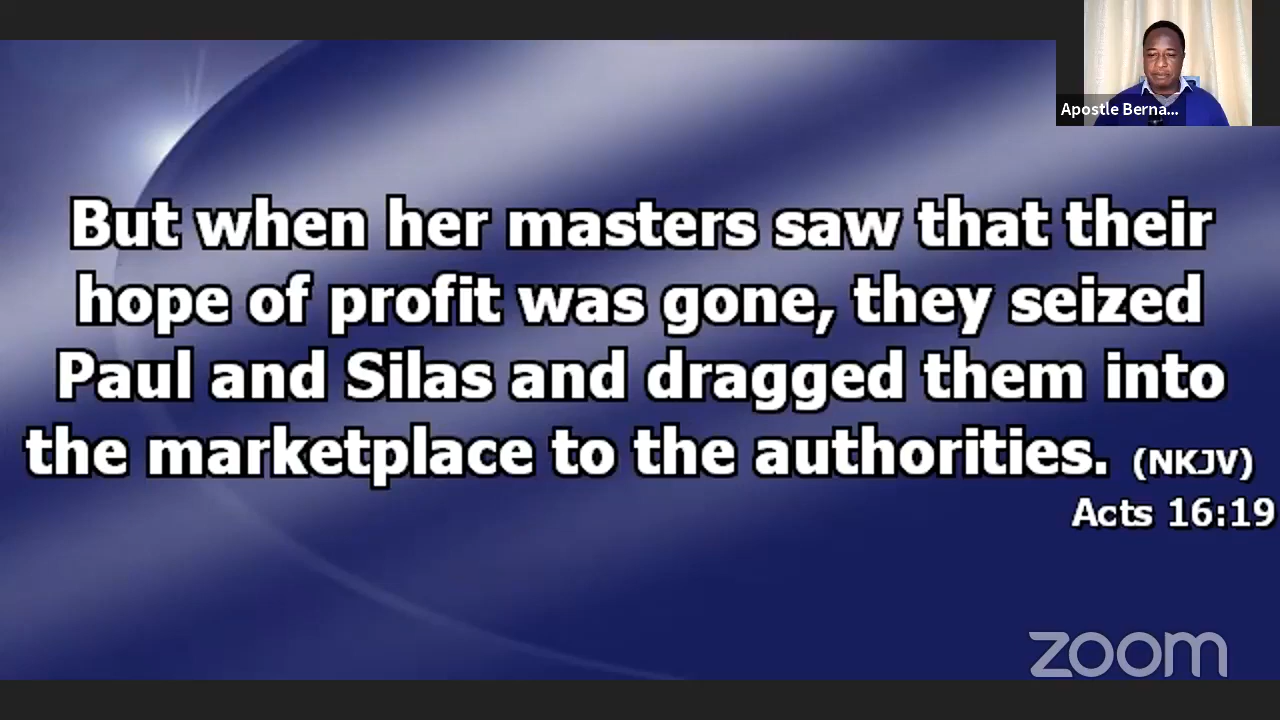 Apostle Berna...
But when her masters saw that their
hope of profit was gone, they seized
Paul and Silas and dragged them into
the marketplace to the authorities. (NKJV)
Acts 16:19
zoom